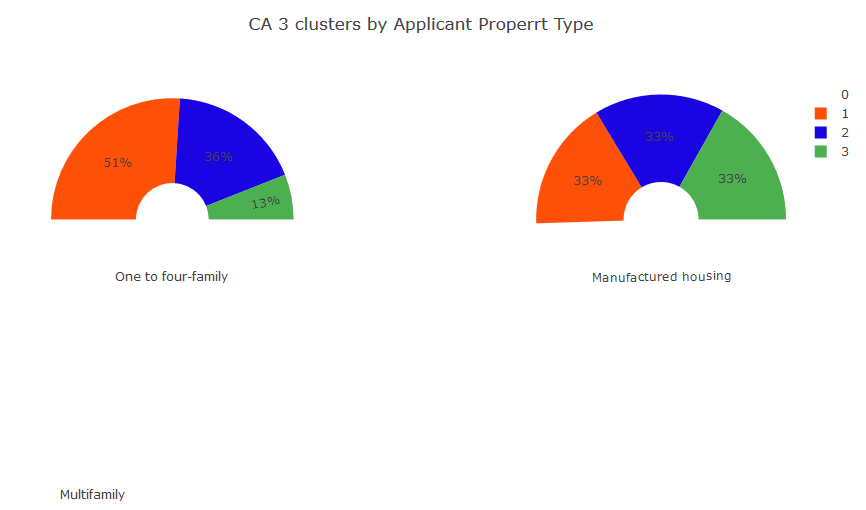 CA 3 clusters by Applicant Properrt Type
0
1
2
3
51%
36%
13%
33%
33%
33%
One to four-family
Manufactured housing
Multifamily